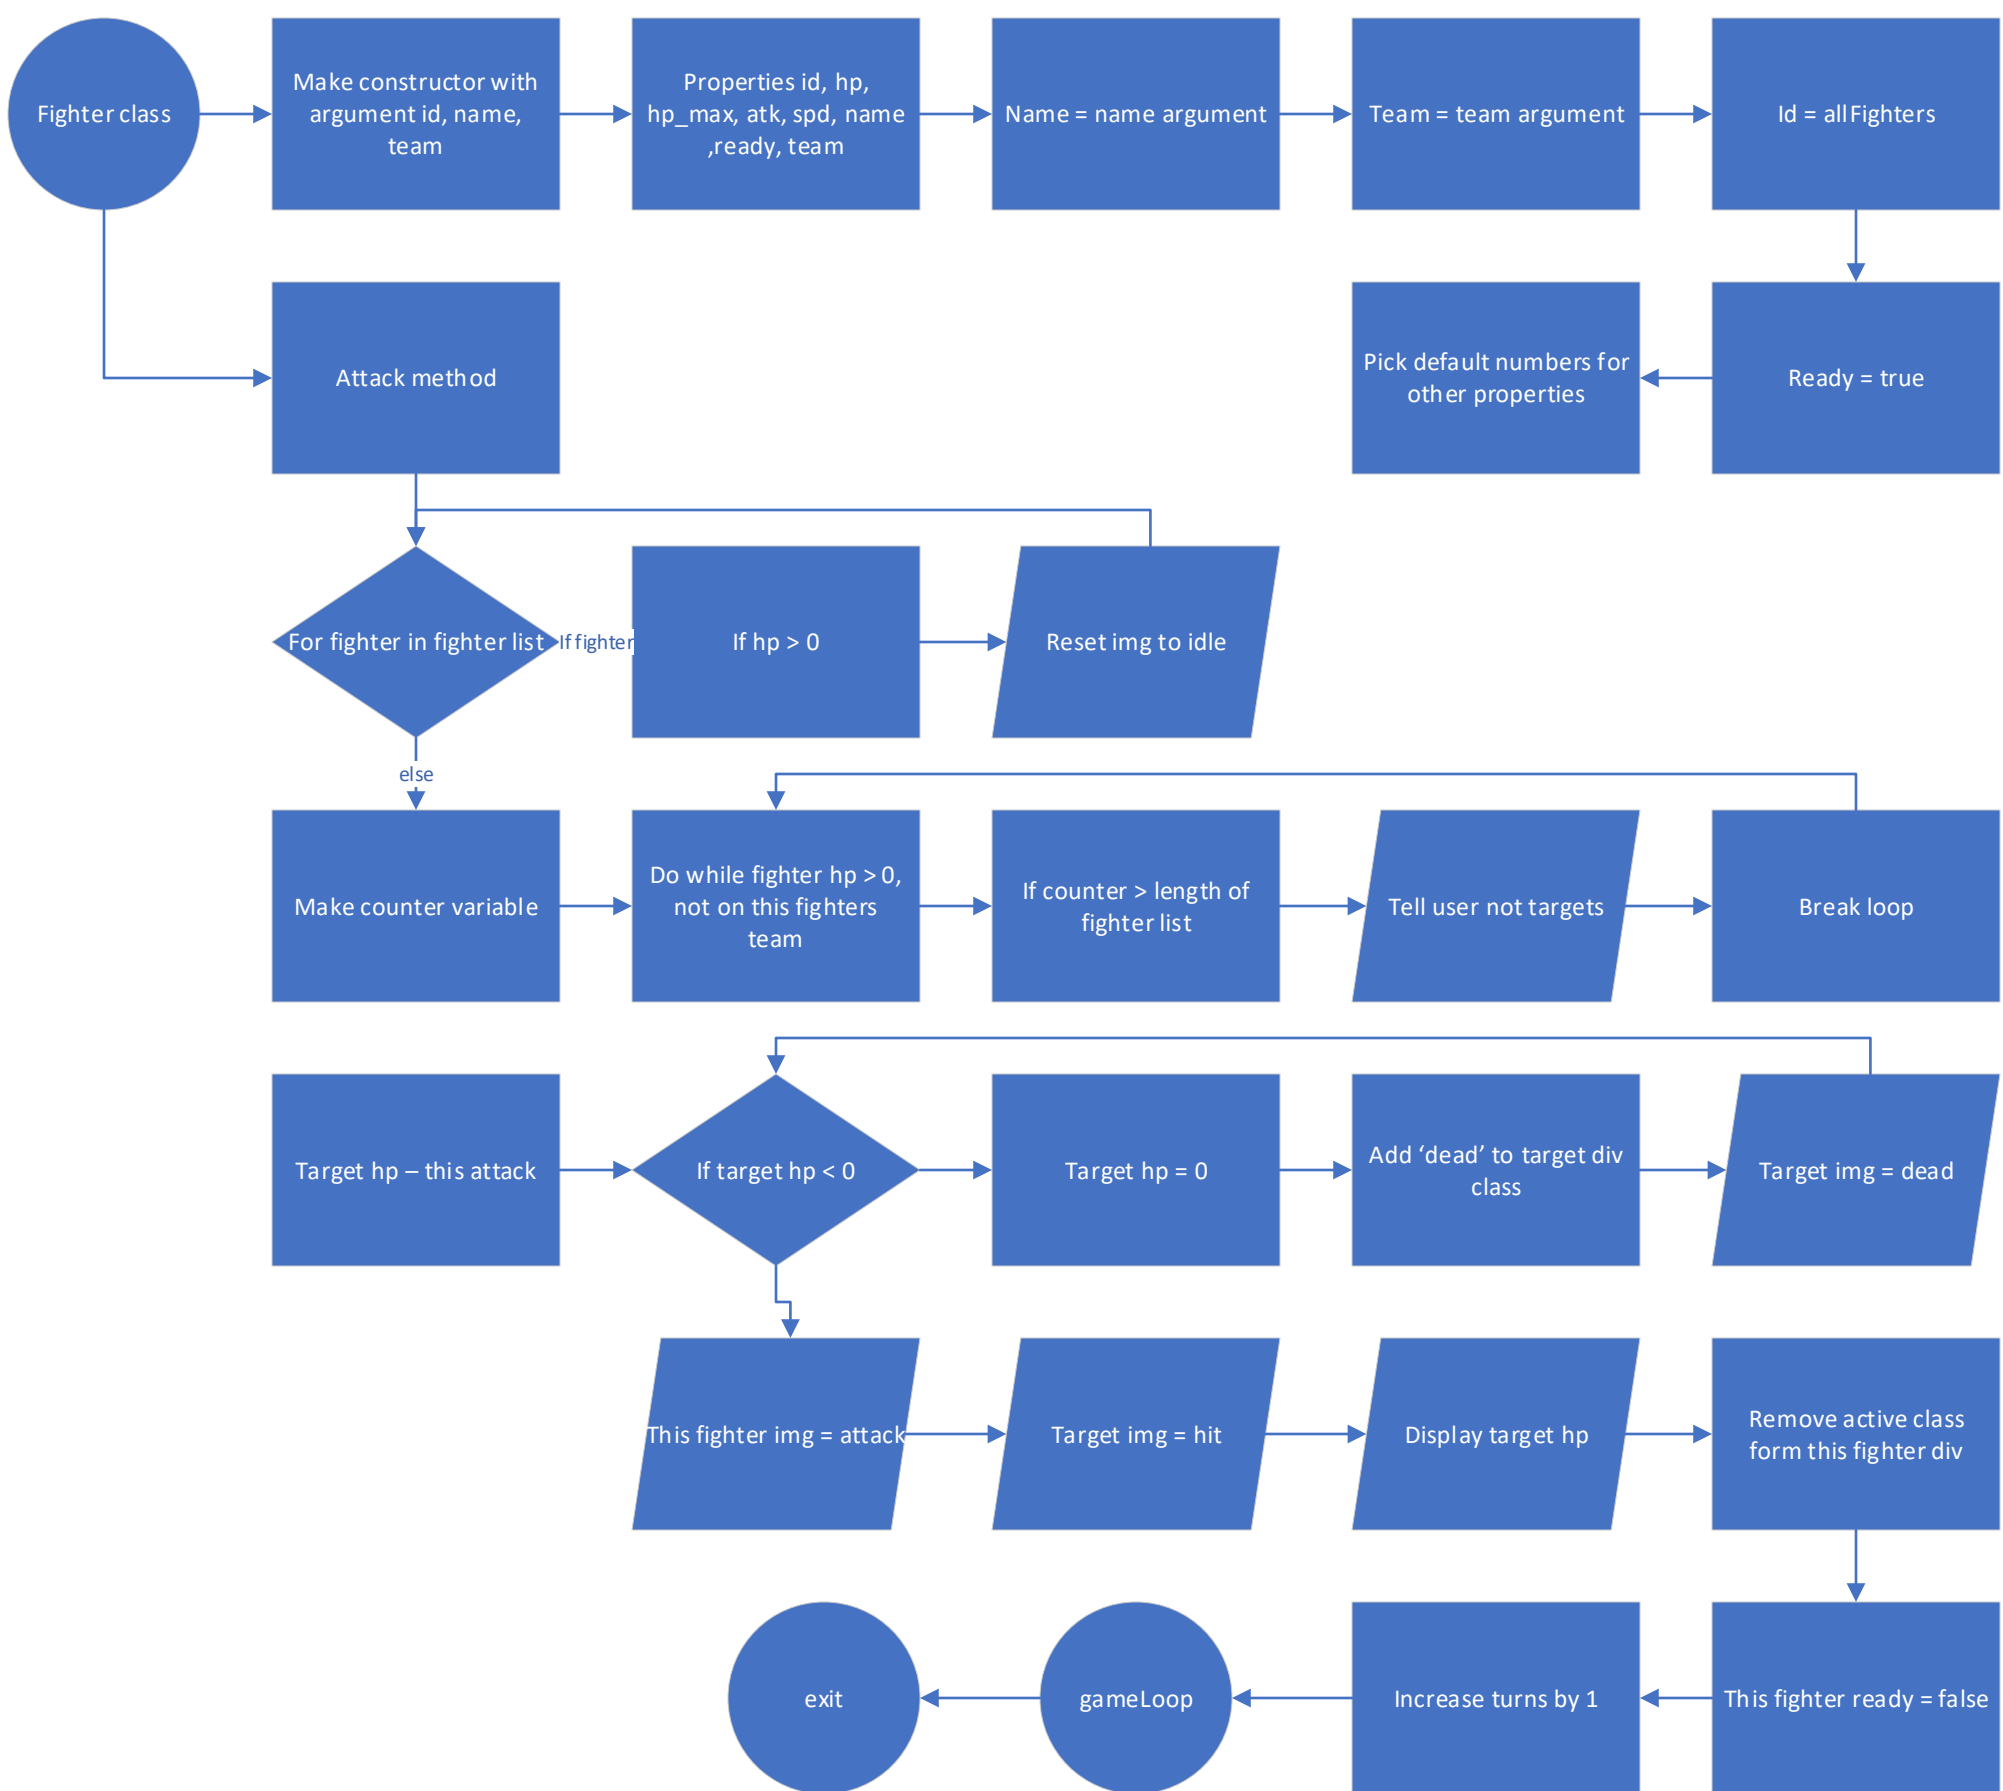 Fighter class
Make constructor with
argument id, name,
team
Properties id, hp,
hp_max, atk, spd, name
,ready, team
Name = name argument
Team = team argument
Id = allFighters
Attack method
Pick default numbers for
other properties
Ready = true
For fighter in fighter list
If fighter
If hp > 0
Reset img to idle
else
Make counter variable
Do while fighter hp > 0,
not on this fighters
team
If counter > length of
fighter list
Tell user not targets
Break loop
Target hp – this attack
If target hp < 0
Target hp = 0
Add ‘dead’ to target div
class
Target img = dead
This fighter img = attack
Target img = hit
Display target hp
Remove active class
form this fighter div
exit
gameLoop
Increase turns by 1
This fighter ready = false